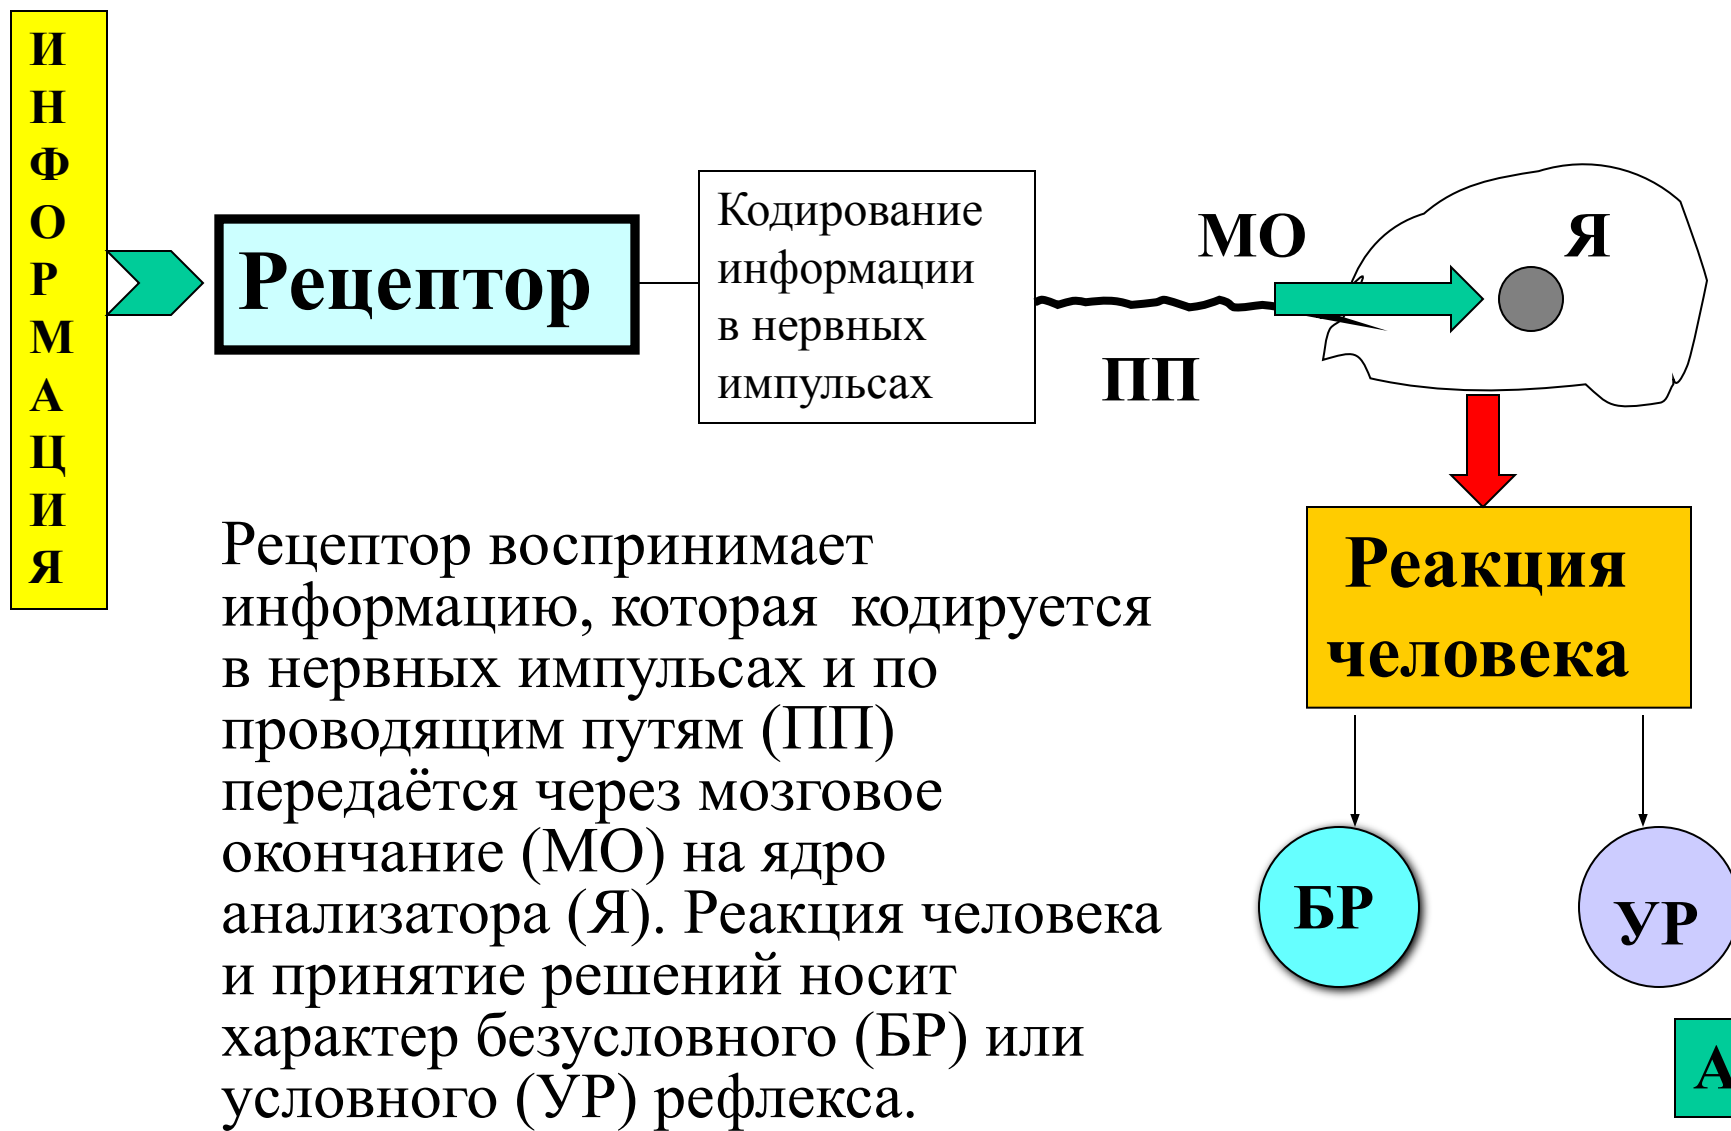 И
Н
Ф
О
Р
М
А
Ц
И
Я
Рецептор
Кодирование
информации
в нервных
импульсах
МО
Я
ПП
Реакция
человека
БР
УР
Рецептор воспринимает
информацию, которая  кодируется
в нервных импульсах и по
проводящим путям (ПП)
передаётся через мозговое
окончание (МО) на ядро
анализатора (Я). Реакция человека
и принятие решений носит
характер безусловного (БР) или
условного (УР) рефлекса.
А